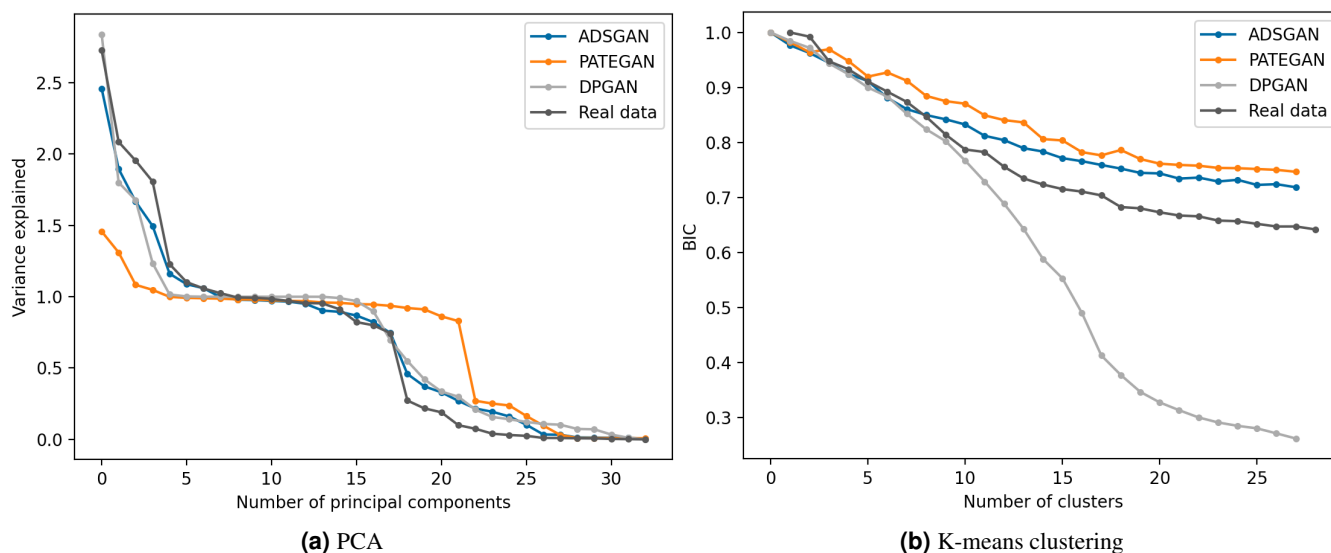 ADSGAN
PATEGAN
DPGAN
Real data
Variance explained
2.5
2.0
1.5
1.0
0.5
0.0
0 5 10 15 20 25 30
Number of principal components
(a) PCA
ADSGAN
PATEGAN
DPGAN
Real data
BIC
1.0
0.9
0.8
0.7
0.6
0.5
0.4
0.3
0 5 10 15 20 25
Number of clusters
(b) K-means clustering